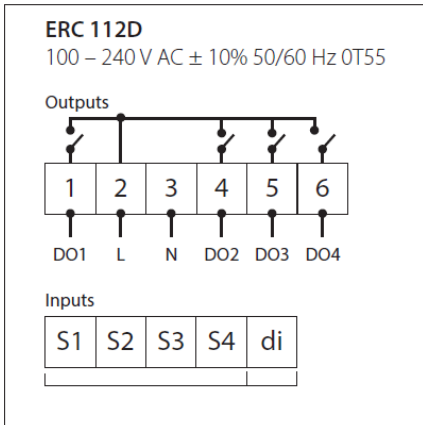 ERC 112D
100 – 240 V AC ± 10% 50/60 Hz 0T55
Outputs
1 2 3 4 5 6
DO1 L N DO2 DO3 DO4
Inputs
S1 S2 S3 S4 di